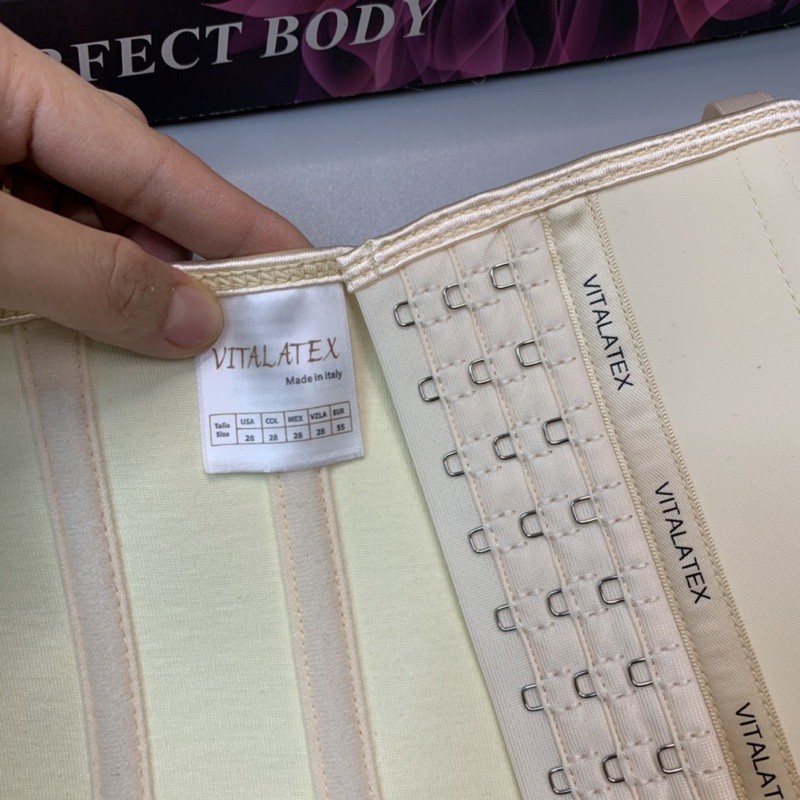 RFECT BODY
VITALATEX
Made in italy
Talla Size USA COL MEX VZLA EUR
28 28 28 28 55
VITALATEX
VITALATEX
VITALATEX